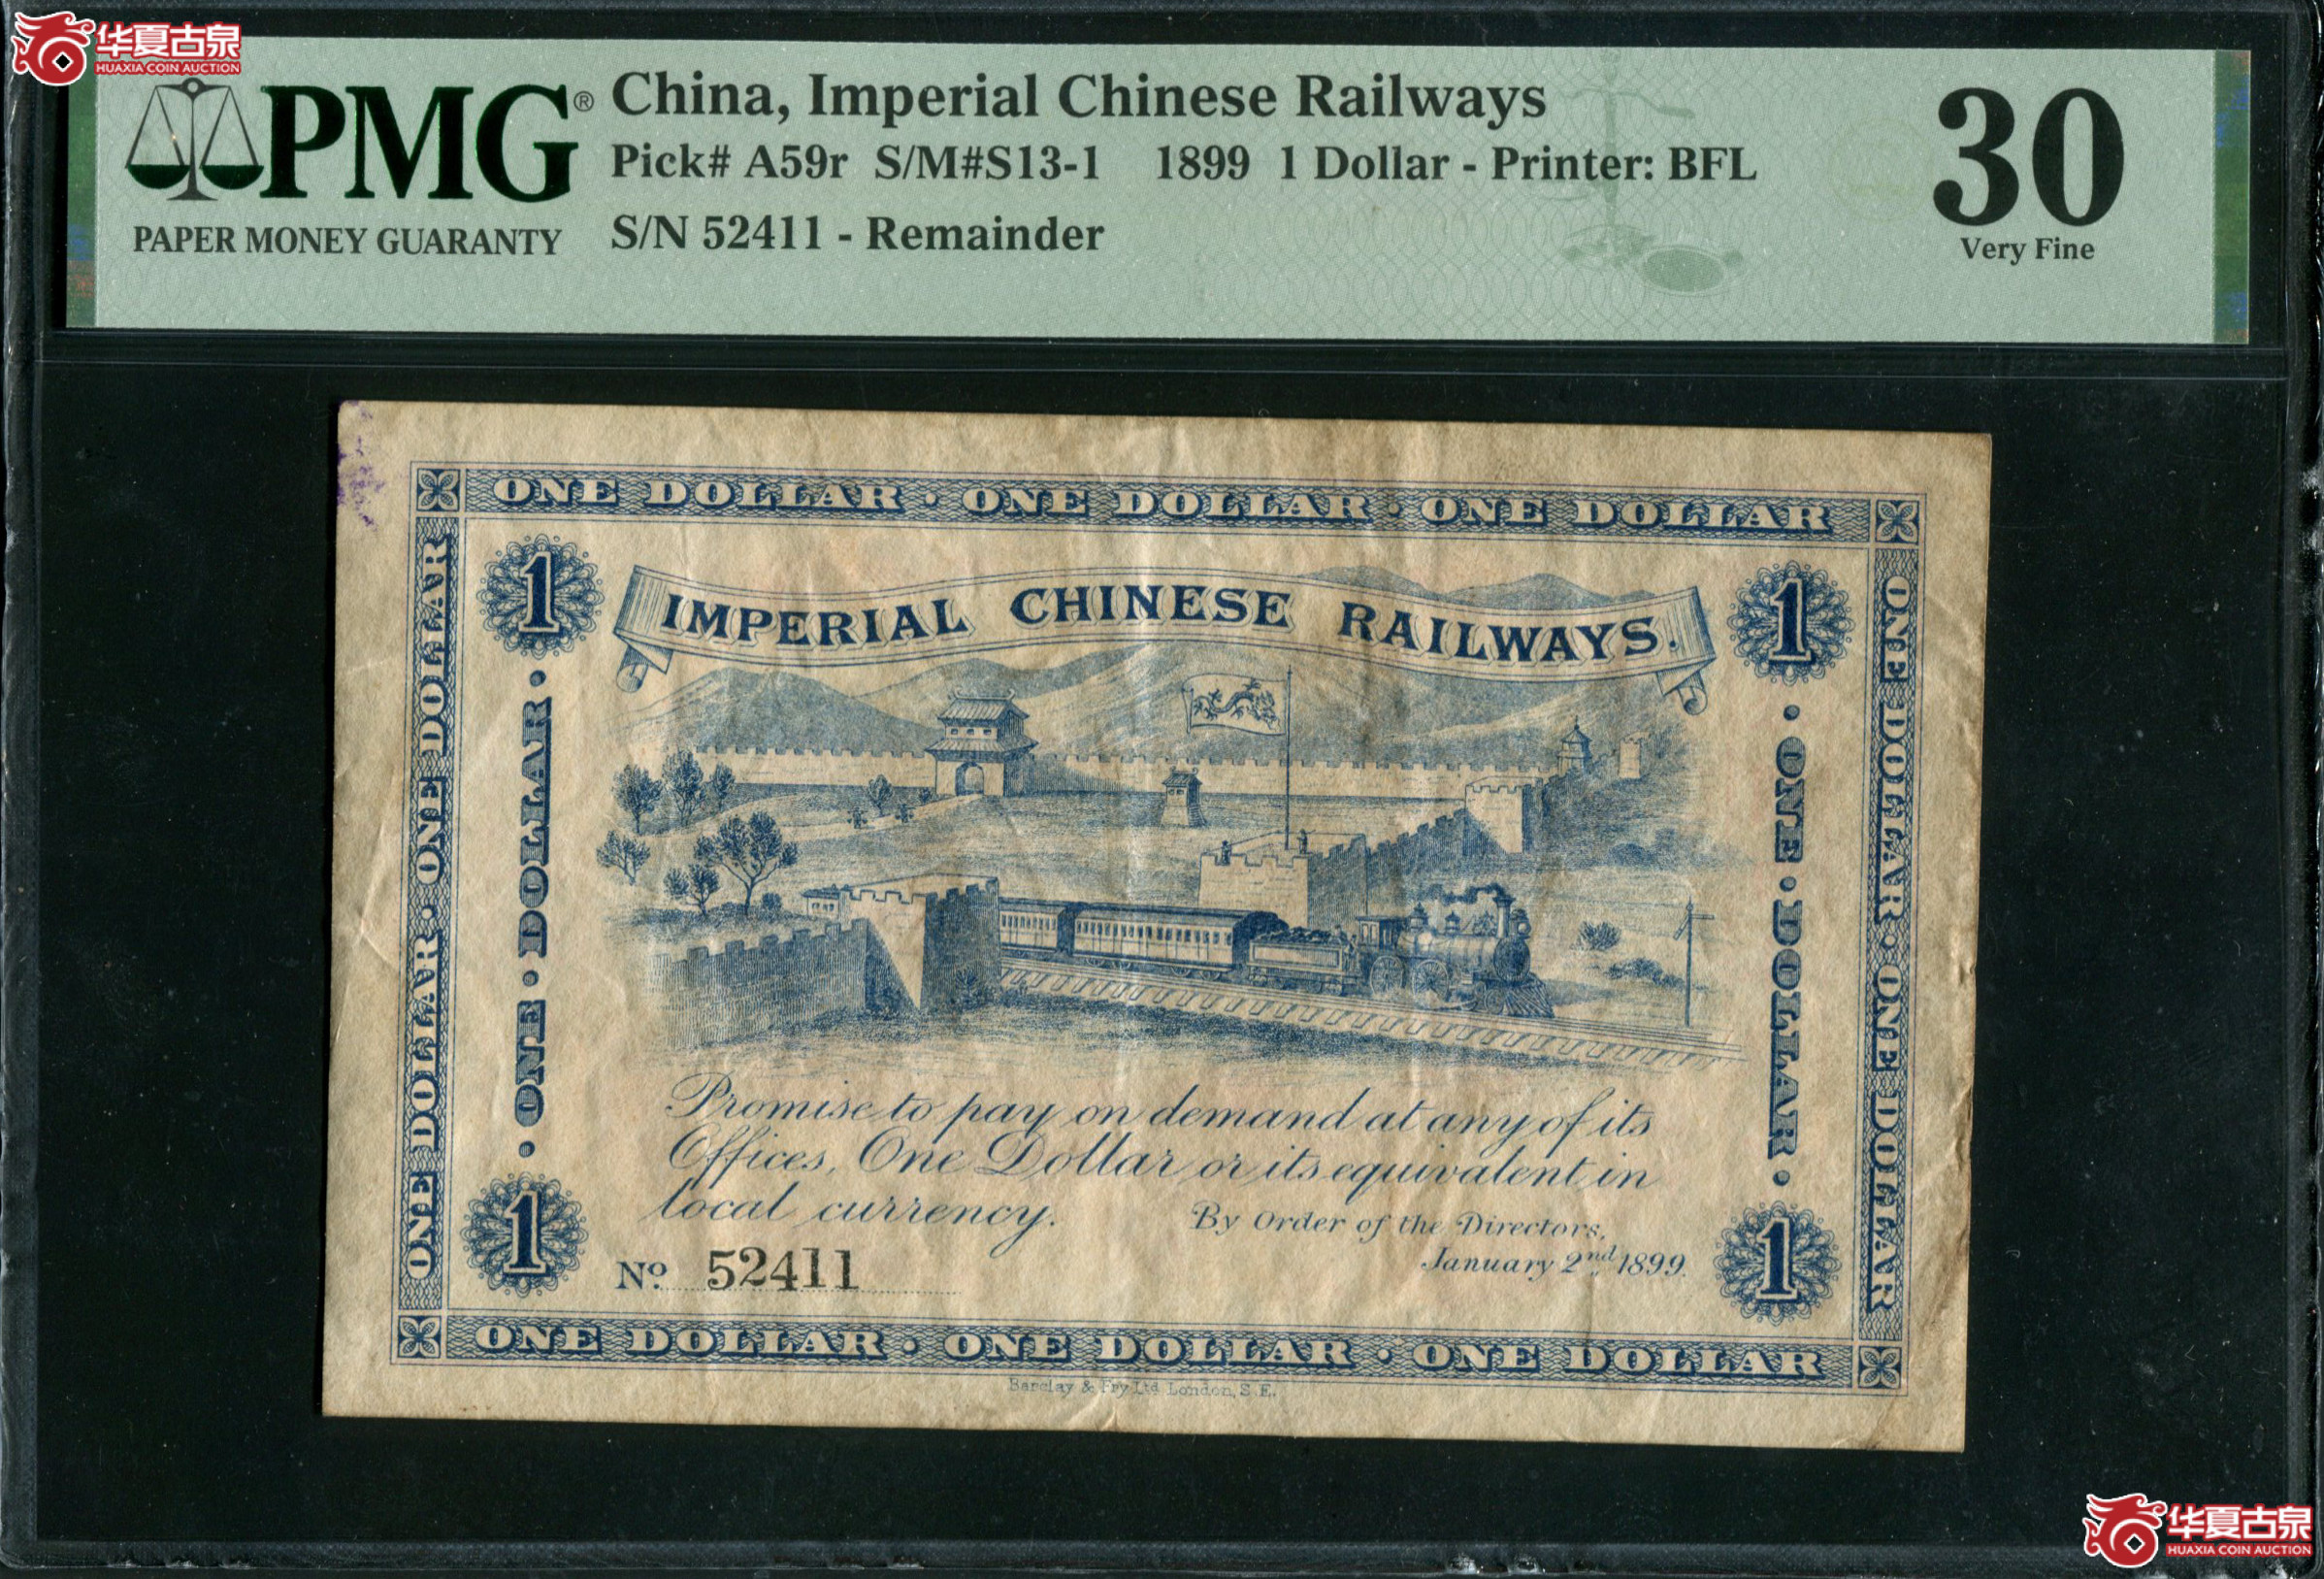 华夏古泉
HUAXIA COIN AUCTION
PMG®
PAPER MONEY GUARANTY
China, Imperial Chinese Railways
Pick# A59r S/M#S13-1 1899 1 Dollar - Printer: BFL
S/N 52411 - Remainder
30
Very Fine
ONE DOLLAR · ONE DOLLAR · ONE DOLLAR
ONE DOLLAR · ONE DOLLAR · ONE DOLLAR
1
· ONE · DOLLAR ·
1
IMPERIAL CHINESE RAILWAYS.
1
· ONE · DOLLAR ·
1
ONE DOLLAR · ONE DOLLAR · ONE DOLLAR
Promise to pay on demand at any of its
Offices, One Dollar or its equivalent in
local currency.
By Order of the Directors,
January 2nd 1899.
No. 52411
ONE DOLLAR · ONE DOLLAR · ONE DOLLAR
Barclay & Fry Ltd London, S.E.
华夏古泉
HUAXIA COIN AUCTION